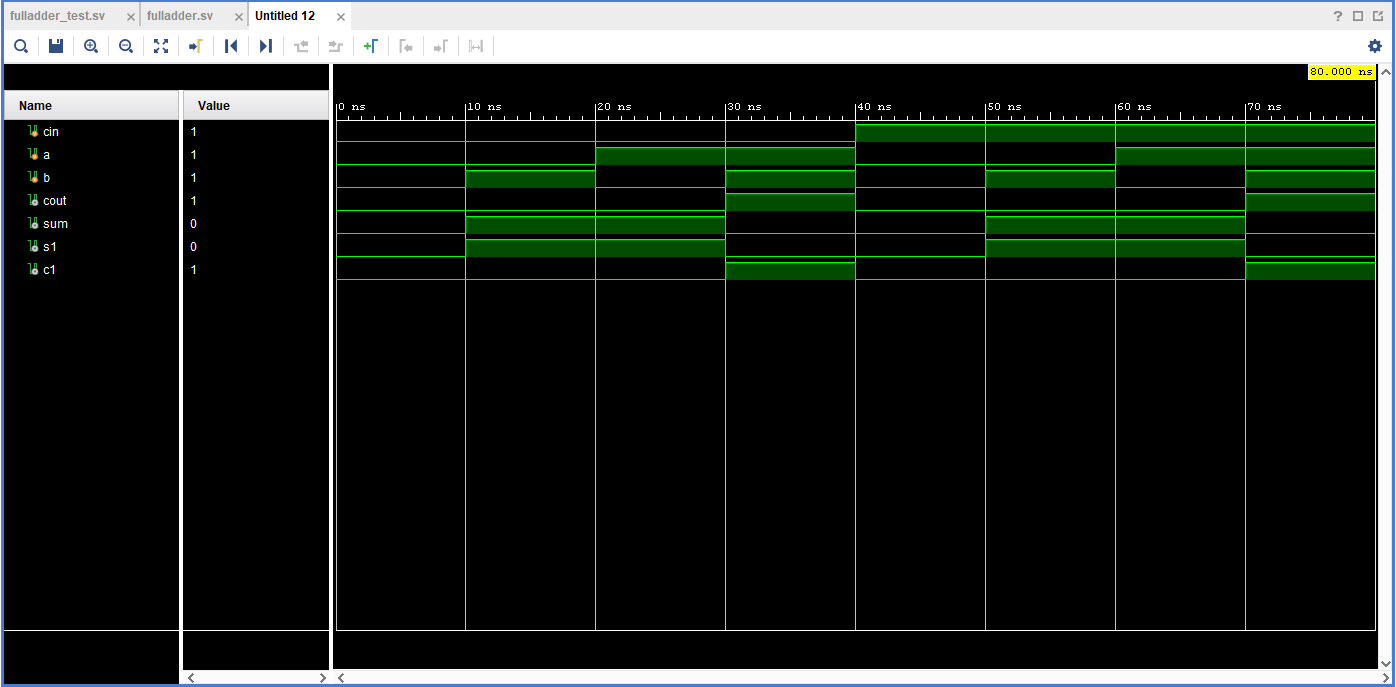 fulladder_test.sv × fulladder.sv × Untitled 12 ×
80.000 ns
Name Value
0 ns 10 ns 20 ns 30 ns 40 ns 50 ns 60 ns 70 ns
cin 1
a 1
b 1
cout 1
sum 0
s1 0
c1 1